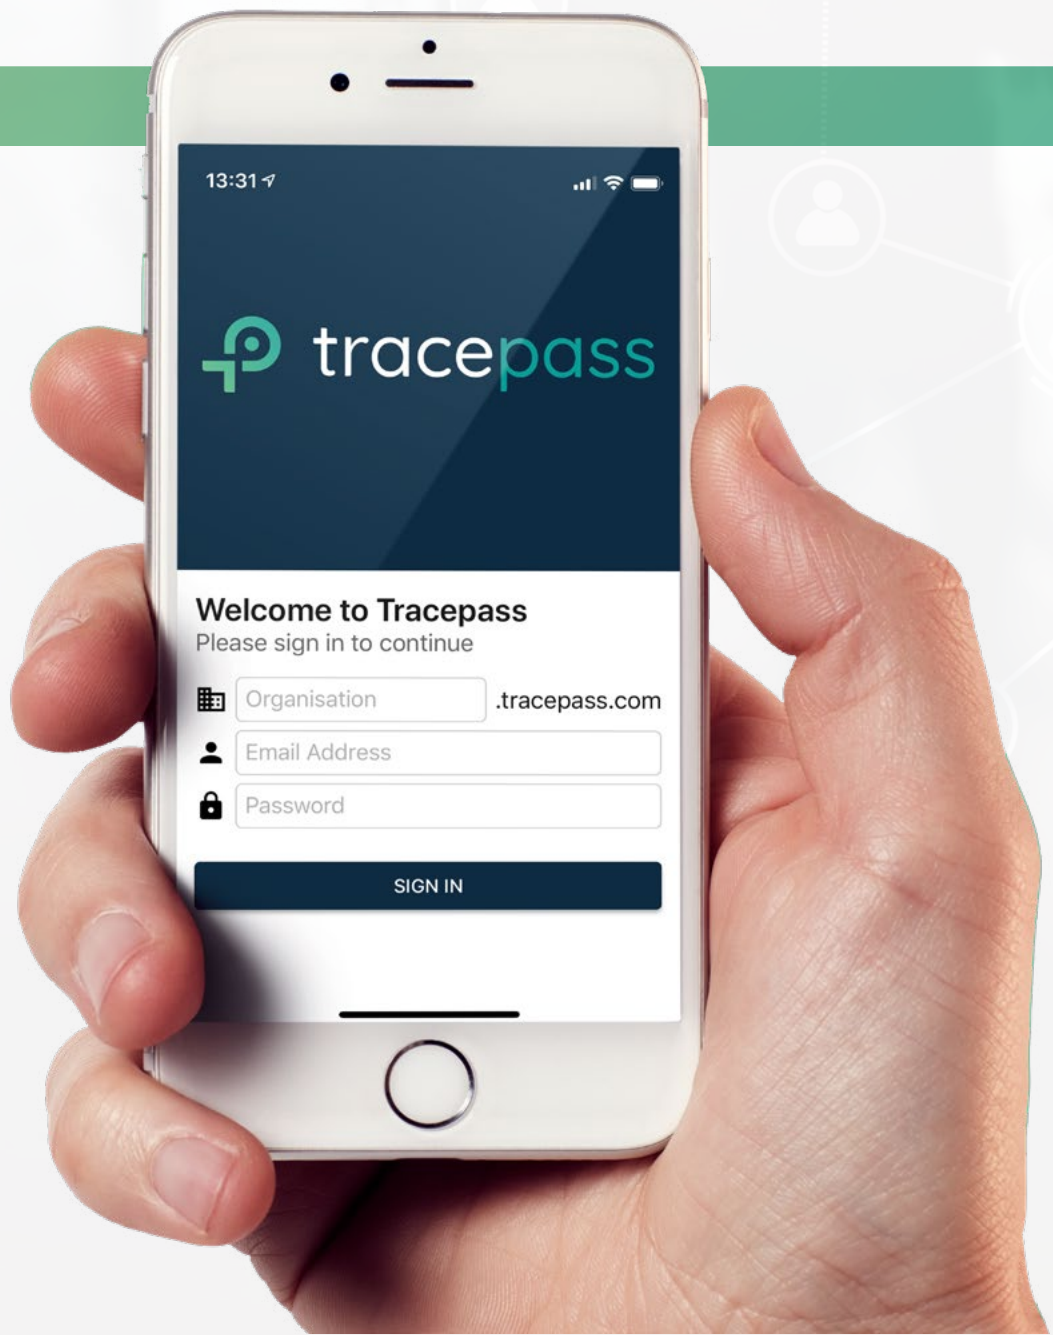 13:31
tracepass
Welcome to Tracepass
Please sign in to continue
Organisation .tracepass.com
Email Address
Password
SIGN IN